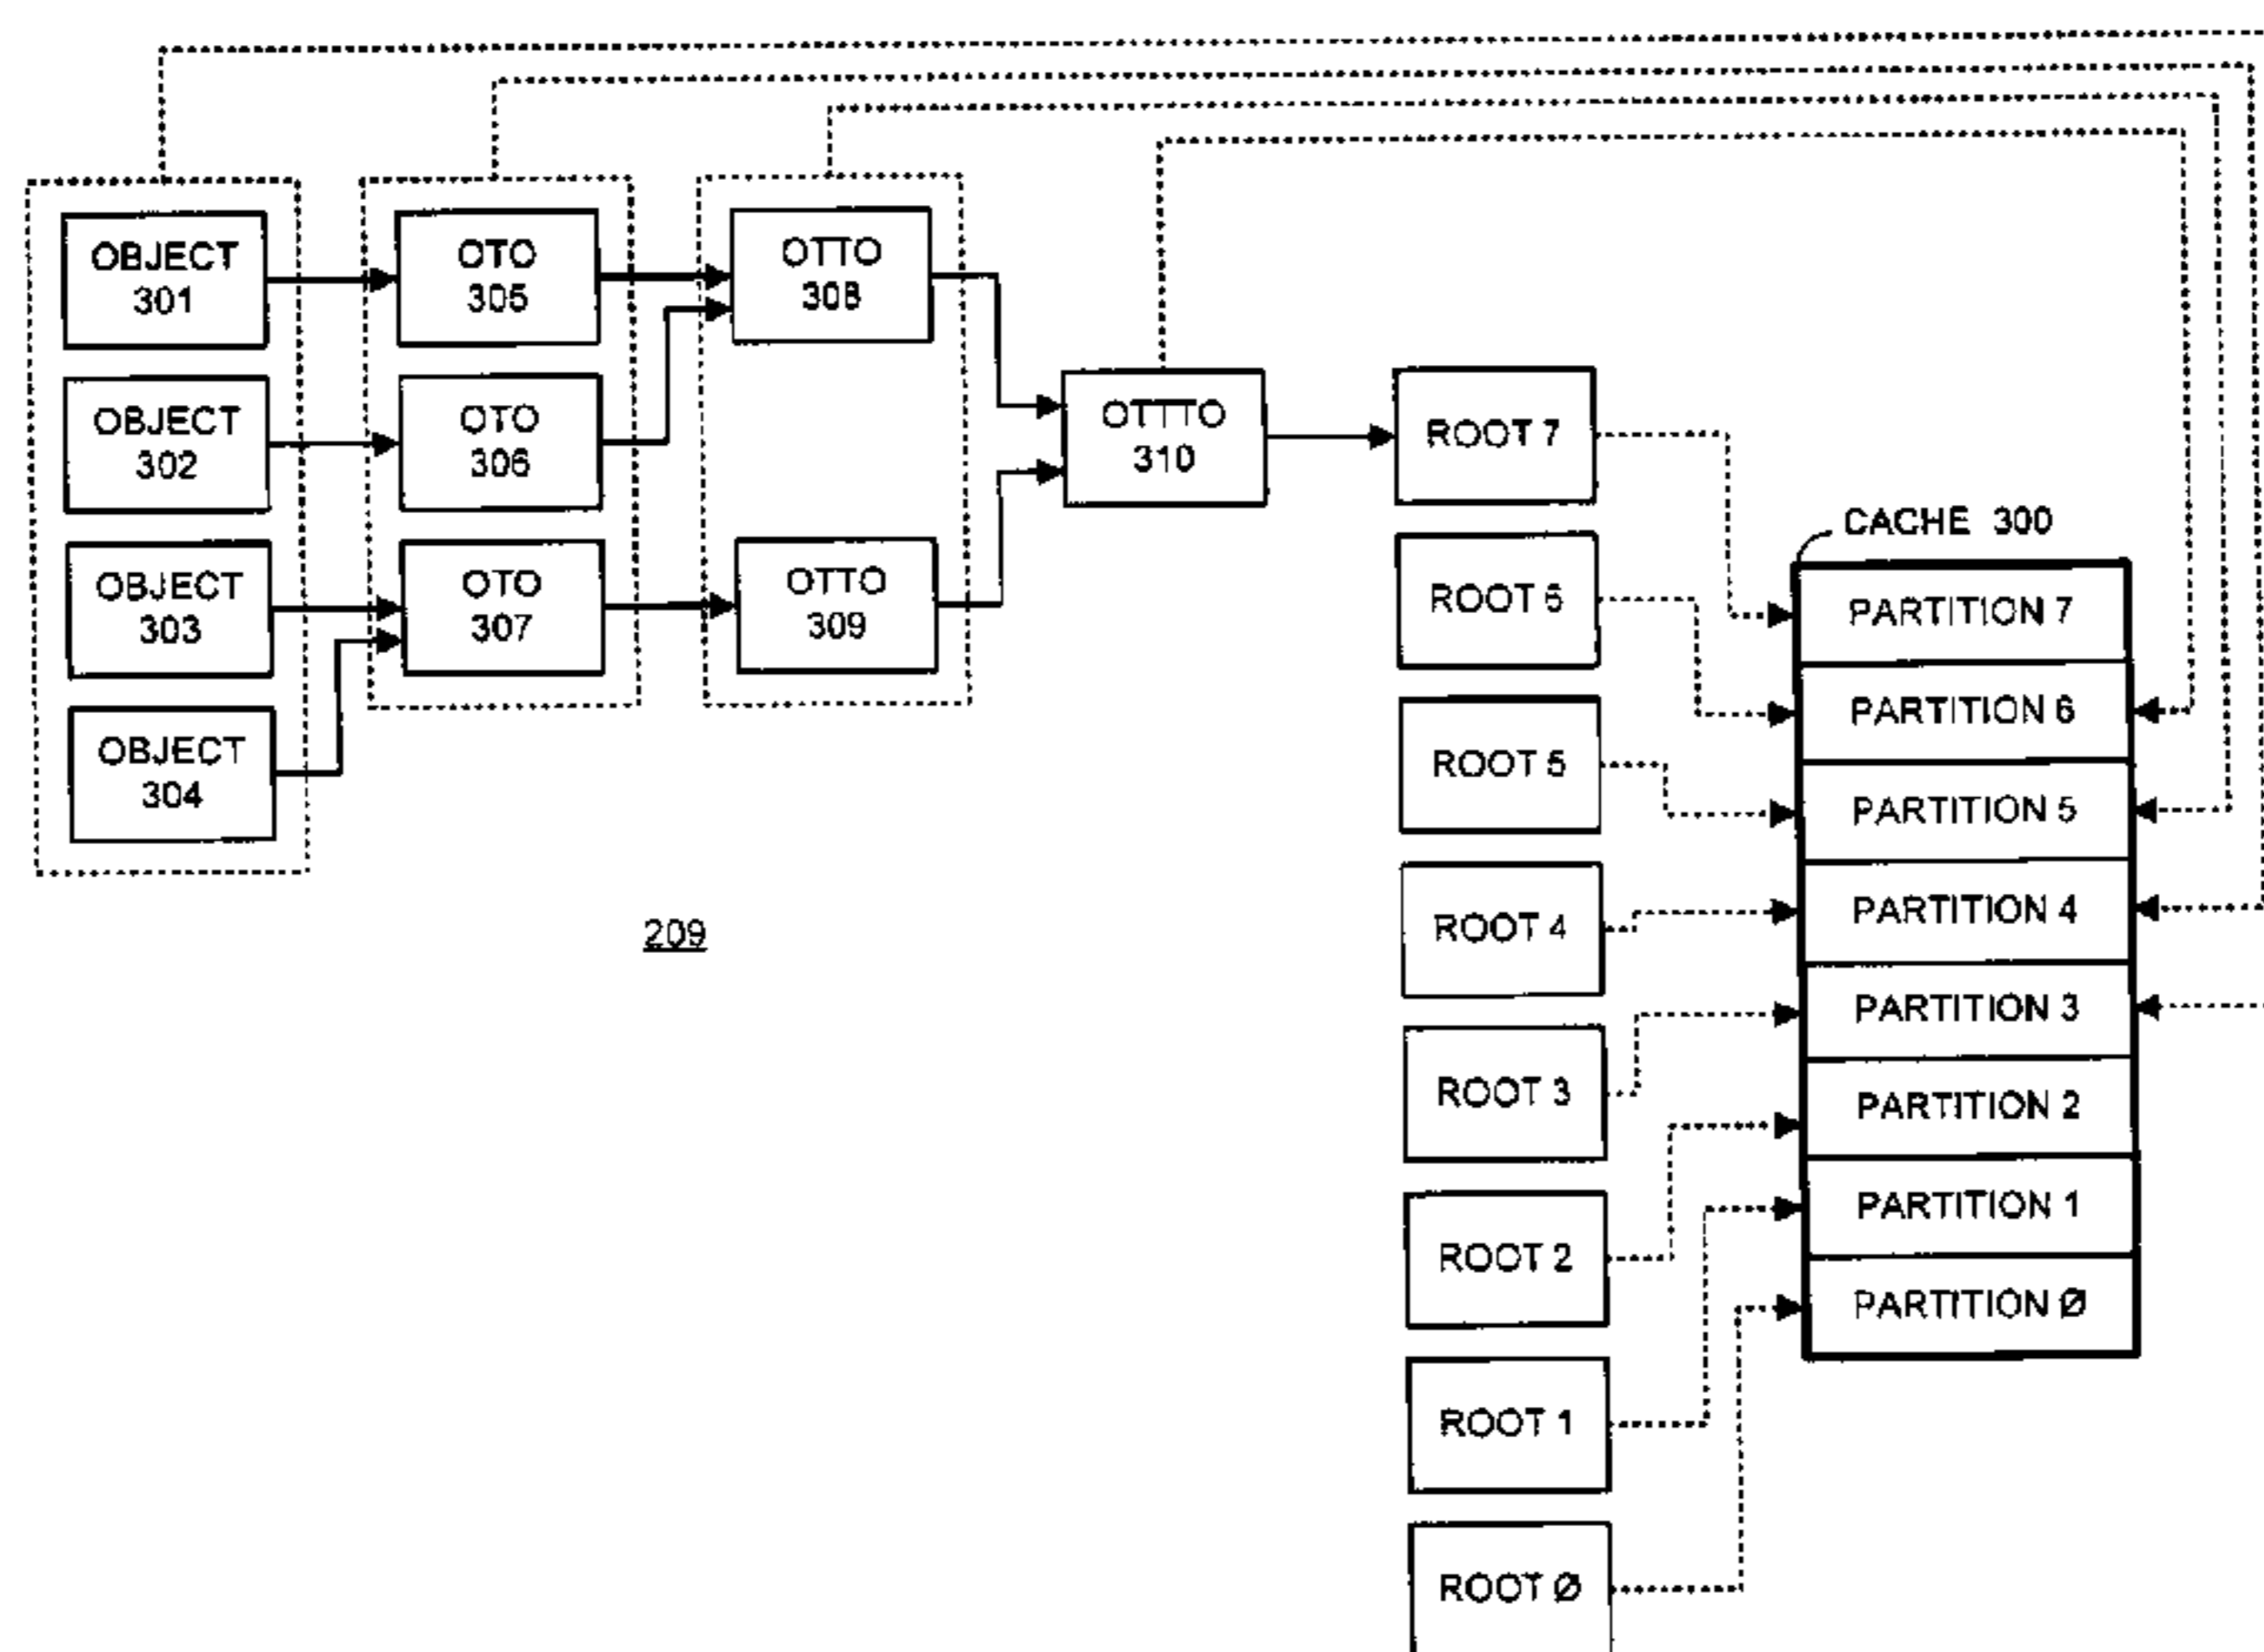 OBJECT
301
OTO
305
OTTO
308
OBJECT
302
OTO
306
OTTTO
310
ROOT 7
OBJECT
303
OTO
307
OTTO
309
ROOT 6
CACHE 300
PARTITION 7
PARTITION 6
PARTITION 5
PARTITION 4
PARTITION 3
PARTITION 2
PARTITION 1
PARTITION Ø
OBJECT
304
ROOT 5
209
ROOT 4
ROOT 3
ROOT 2
ROOT 1
ROOT Ø